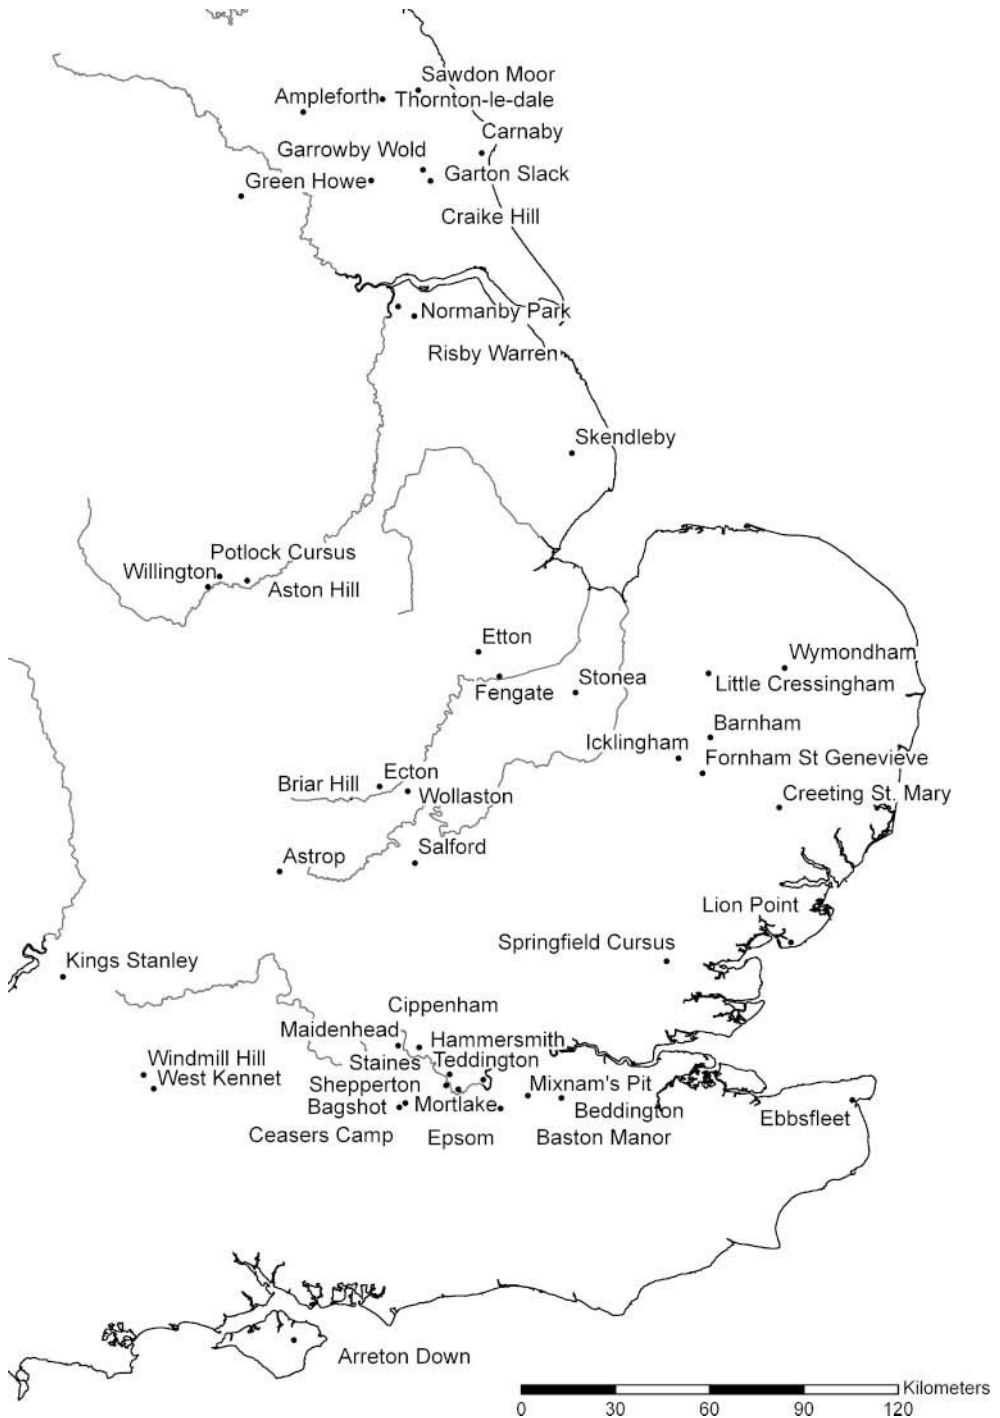 Sawdon Moor
Ampleforth
Thornton-le-dale
Carnaby
Garrowby Wold
Garton Slack
Green Howe
Craike Hill
Normanby Park
Risby Warren
Skendleby
Potlock Cursus
Willington
Aston Hill
Etton
Wymondham
Stonea
Little Cressingham
Fengate
Barnham
Icklingham
Fornham St Genevieve
Ecton
Briar Hill
Creeting St. Mary
Wollaston
Salford
Astrop
Lion Point
Springfield Cursus
Kings Stanley
Cippenham
Maidenhead
Hammersmith
Windmill Hill
Staines
Teddington
West Kennet
Shepperton
Mixnam's Pit
Bagshot
Mortlake
Beddington
Ebbsfleet
Ceasers Camp
Epsom
Baston Manor
Arreton Down
Kilometers
0 30 60 90 120